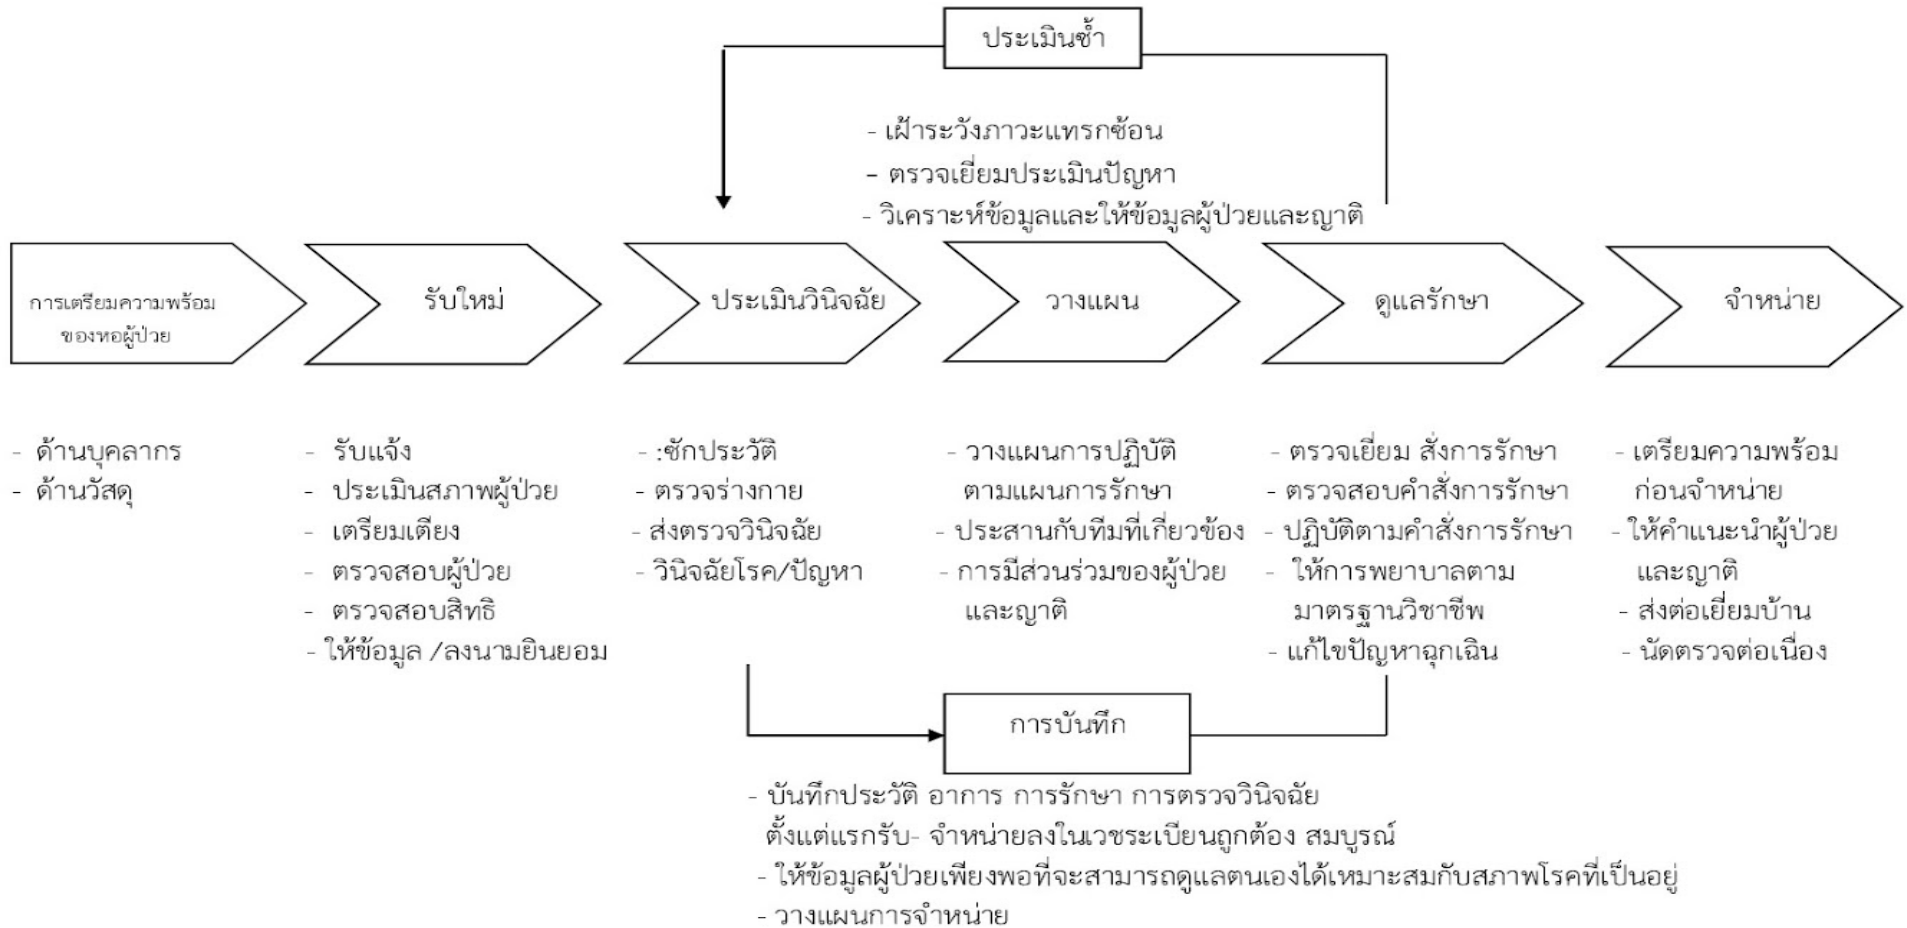 ประเมินซ้ำ
- เฝ้าระวังภาวะแทรกซ้อน
- ตรวจเยี่ยมประเมินปัญหา
- วิเคราะห์ข้อมูลและให้ข้อมูลผู้ป่วยและญาติ
การเตรียมความพร้อม
ของหอผู้ป่วย
รับใหม่
ประเมินวินิจฉัย
วางแผน
ดูแลรักษา
จำหน่าย
- ด้านบุคลากร
- ด้านวัสดุ
- รับแจ้ง
- ประเมินสภาพผู้ป่วย
- เตรียมเตียง
- ตรวจสอบผู้ป่วย
- ตรวจสอบสิทธิ
- ให้ข้อมูล /ลงนามยินยอม
- :ซักประวัติ
- ตรวจร่างกาย
- ส่งตรวจวินิจฉัย
- วินิจฉัยโรค/ปัญหา
- วางแผนการปฏิบัติ
ตามแผนการรักษา
- ประสานกับทีมที่เกี่ยวข้อง
- การมีส่วนร่วมของผู้ป่วย
และญาติ
- ตรวจเยี่ยม สั่งการรักษา
- ตรวจสอบคำสั่งการรักษา
- ปฏิบัติตามคำสั่งการรักษา
- ให้การพยาบาลตาม
มาตรฐานวิชาชีพ
- แก้ไขปัญหาฉุกเฉิน
- เตรียมความพร้อม
ก่อนจำหน่าย
- ให้คำแนะนำผู้ป่วย
และญาติ
- ส่งต่อเยี่ยมบ้าน
- นัดตรวจต่อเนื่อง
การบันทึก
- บันทึกประวัติ อาการ การรักษา การตรวจวินิจฉัย
ตั้งแต่แรกรับ- จำหน่ายลงในเวชระเบียนถูกต้อง สมบูรณ์
- ให้ข้อมูลผู้ป่วยเพียงพอที่จะสามารถดูแลตนเองได้เหมาะสมกับสภาพโรคที่เป็นอยู่
- วางแผนการจำหน่าย